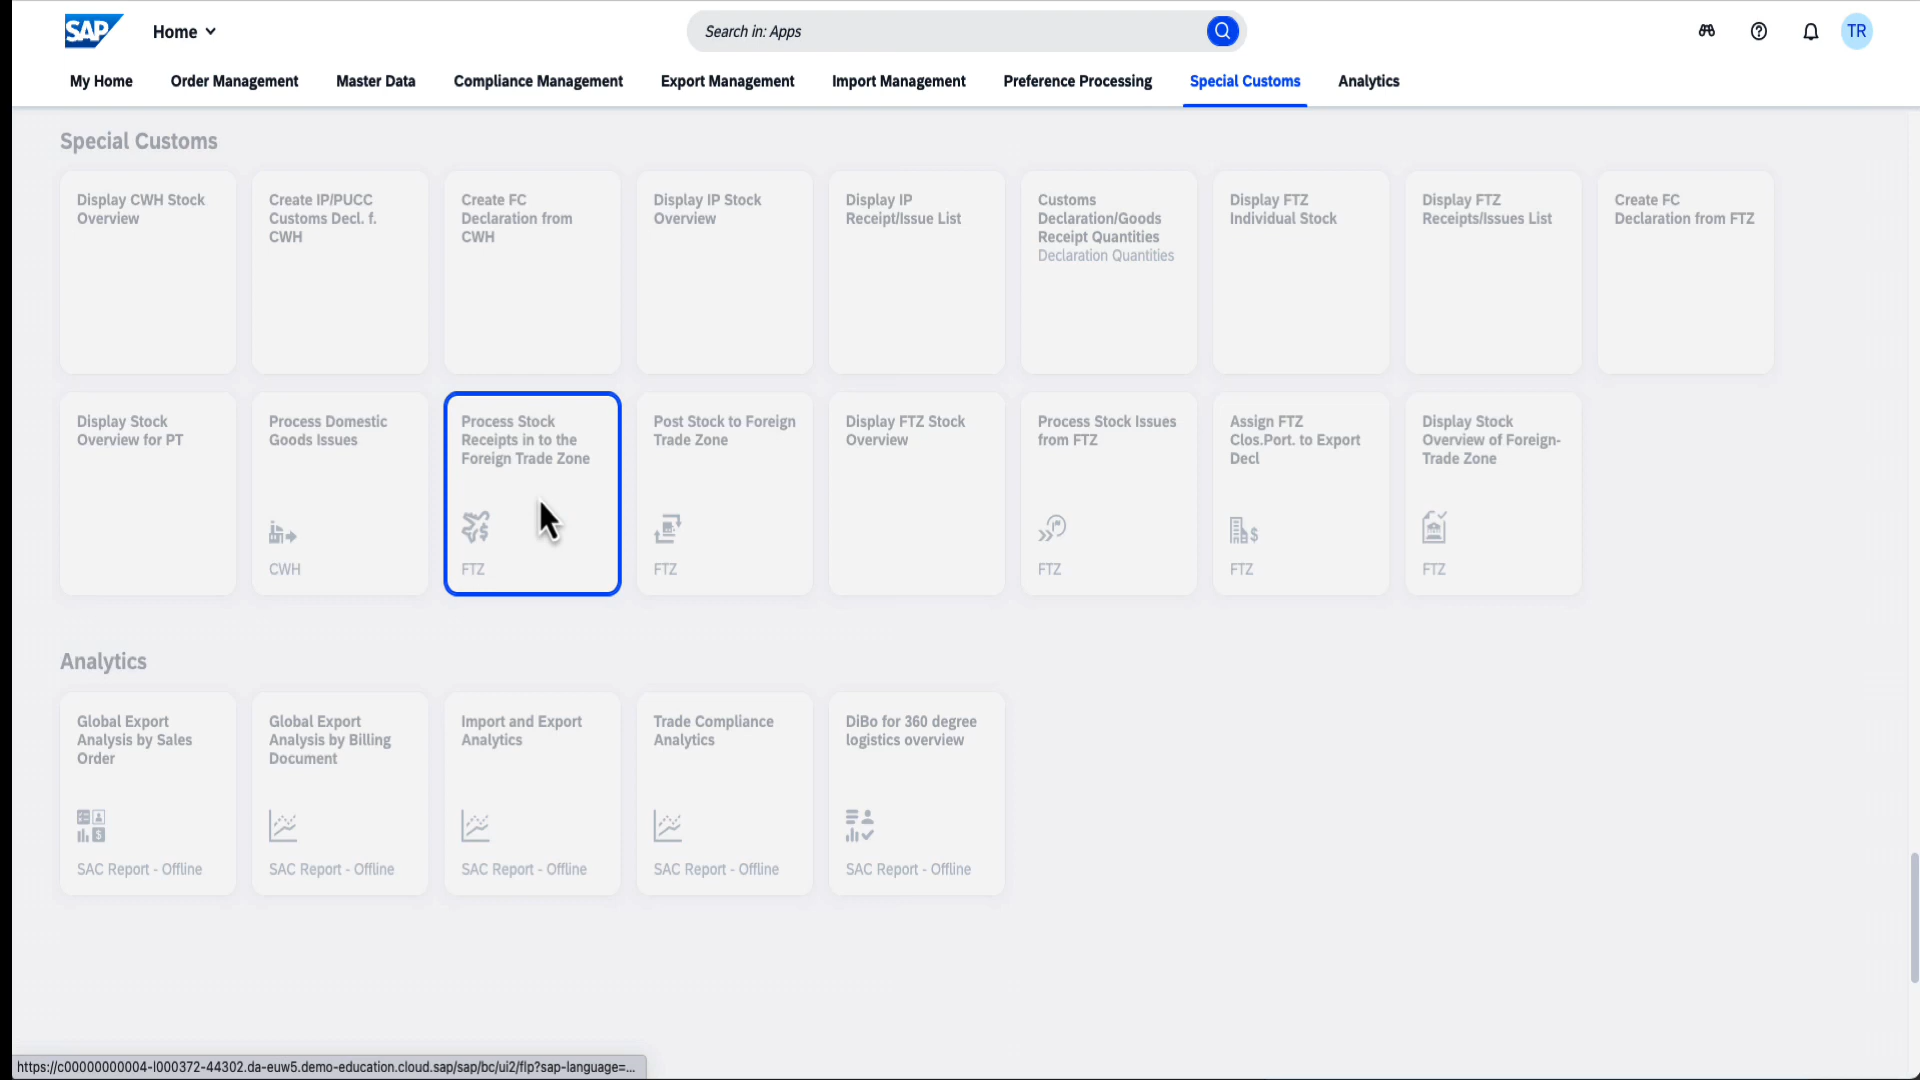 SAP
Home
Search in: Apps
TR
My Home
Order Management
Master Data
Compliance Management
Export Management
Import Management
Preference Processing
Special Customs
Analytics
Special Customs
Display CWH Stock
Overview
Create IP/PUCC
Customs Decl. f.
CWH
Create FC
Declaration from
CWH
Display IP Stock
Overview
Display IP
Receipt/Issue List
Customs
Declaration/Goods
Receipt Quantities
Declaration Quantities
Display FTZ
Individual Stock
Display FTZ
Receipts/Issues List
Create FC
Declaration from FTZ
Display Stock
Overview for PT
Process Domestic
Goods Issues
CWH
Process Stock
Receipts in to the
Foreign Trade Zone
FTZ
Post Stock to Foreign
Trade Zone
FTZ
Display FTZ Stock
Overview
Process Stock Issues
from FTZ
FTZ
Assign FTZ
Clos.Port. to Export
Decl
FTZ
Display Stock
Overview of Foreign-
Trade Zone
FTZ
Analytics
Global Export
Analysis by Sales
Order
SAC Report - Offline
Global Export
Analysis by Billing
Document
SAC Report - Offline
Import and Export
Analytics
SAC Report - Offline
Trade Compliance
Analytics
SAC Report - Offline
DiBo for 360 degree
logistics overview
SAC Report - Offline
https://c00000000004-l000372-44302.da-euw5.demo-education.cloud.sap/sap/bc/ui2/flp?sap-language=...